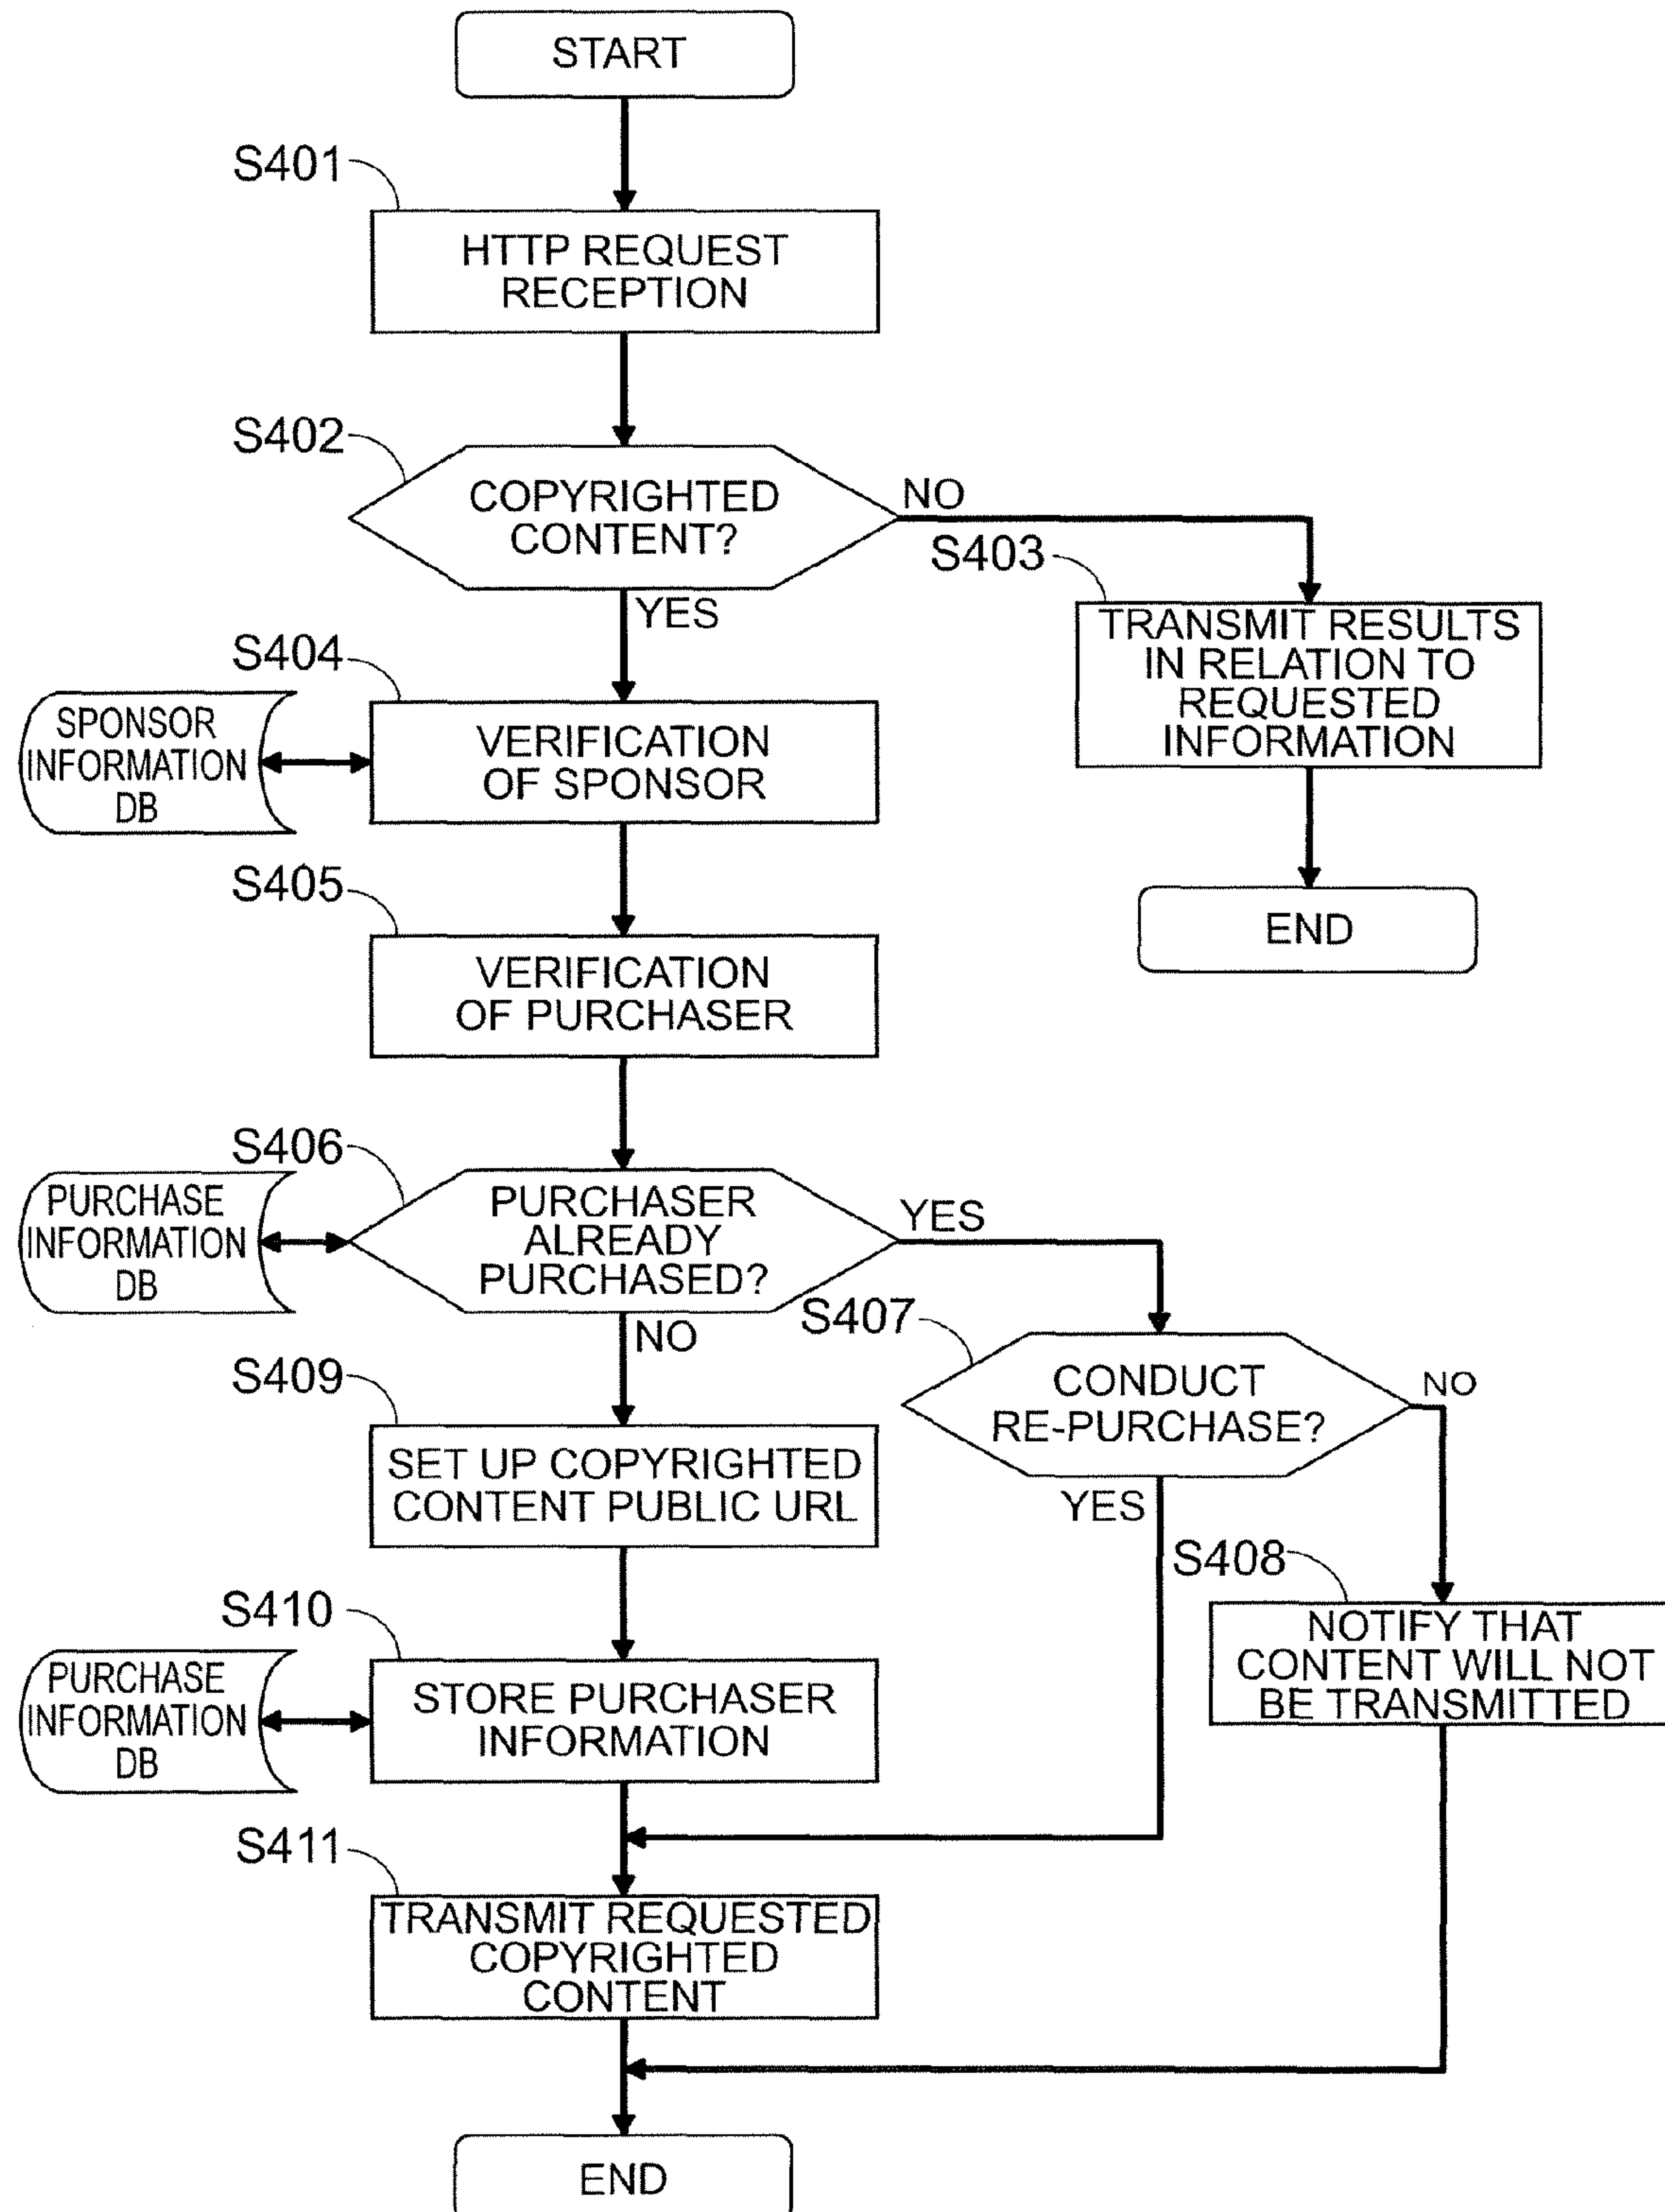 START
S401
HTTP REQUEST
RECEPTION
S402
COPYRIGHTED
CONTENT?
NO
YES
S403
TRANSMIT RESULTS
IN RELATION TO
REQUESTED
INFORMATION
END
S404
SPONSOR
INFORMATION
DB
VERIFICATION
OF SPONSOR
S405
VERIFICATION
OF PURCHASER
S406
PURCHASE
INFORMATION
DB
PURCHASER
ALREADY
PURCHASED?
YES
NO
S407
CONDUCT
RE-PURCHASE?
NO
YES
S408
NOTIFY THAT
CONTENT WILL NOT
BE TRANSMITTED
S409
SET UP COPYRIGHTED
CONTENT PUBLIC URL
S410
PURCHASE
INFORMATION
DB
STORE PURCHASER
INFORMATION
S411
TRANSMIT REQUESTED
COPYRIGHTED
CONTENT
END